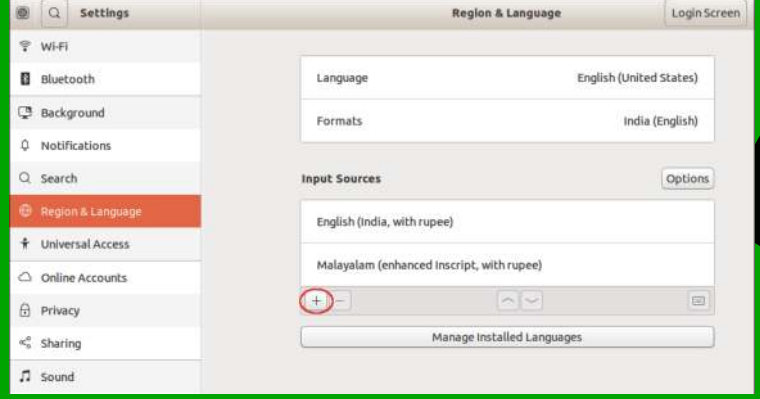 Settings
Region & Language
Login Screen
Wi-Fi
Bluetooth
Background
Notifications
Search
Region & Language
Universal Access
Online Accounts
Privacy
Sharing
Sound
Language English (United States)
Formats India (English)
Input Sources Options
English (India, with rupee)
Malayalam (enhanced Inscript, with rupee)
Manage Installed Languages